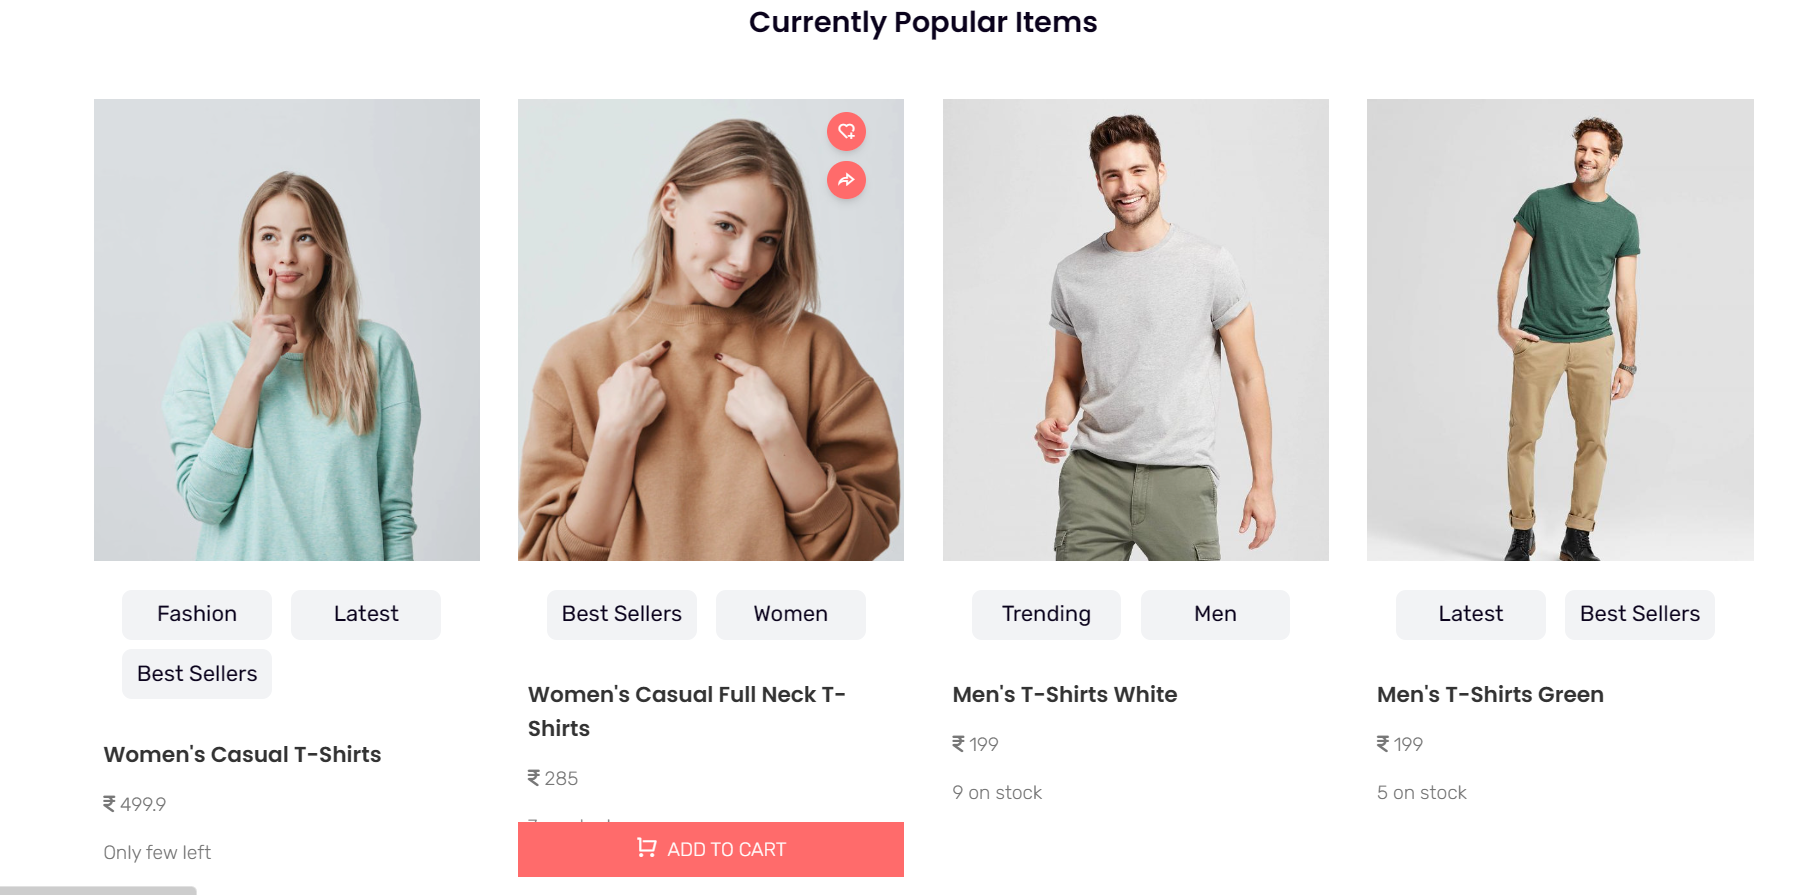 Currently Popular Items
Fashion
Latest
Best Sellers
Women's Casual T-Shirts
₹ 499.9
Only few left
Best Sellers
Women
Women's Casual Full Neck T-
Shirts
₹ 285
ADD TO CART
Trending
Men
Men's T-Shirts White
₹ 199
9 on stock
Latest
Best Sellers
Men's T-Shirts Green
₹ 199
5 on stock